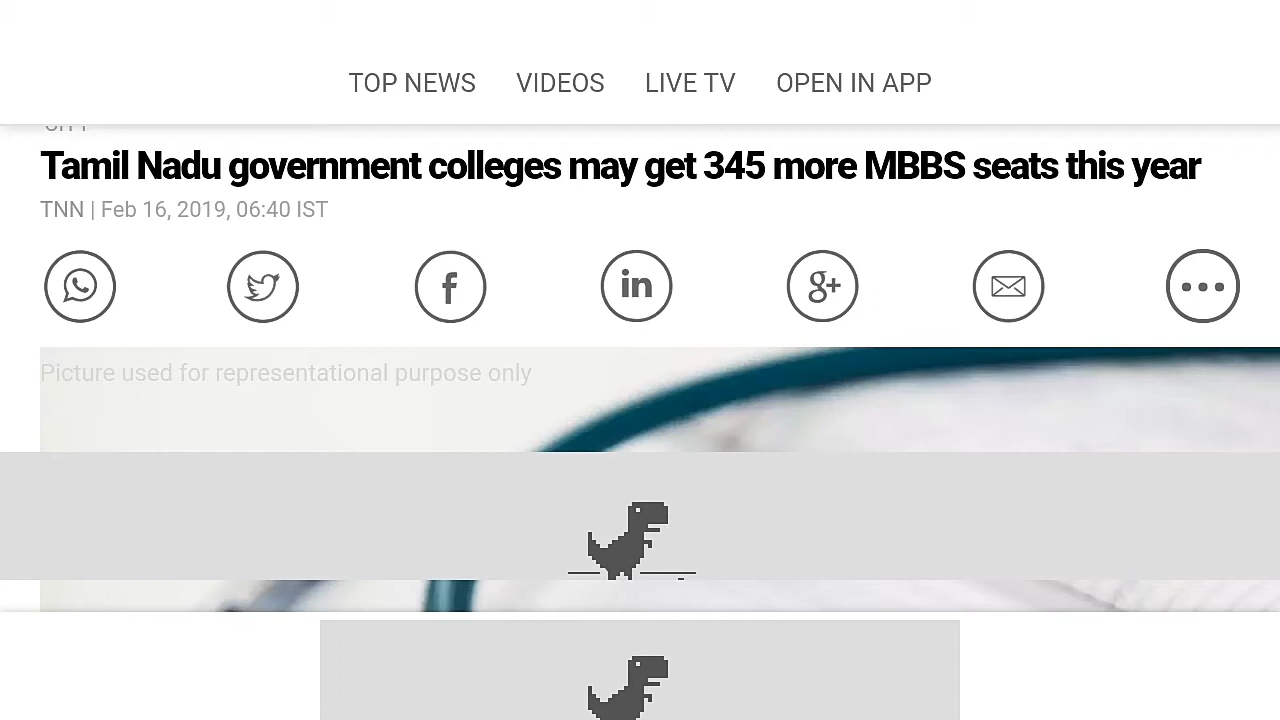 TOP NEWS VIDEOS LIVE TV OPEN IN APP
Tamil Nadu government colleges may get 345 more MBBS seats this year
TNN | Feb 16, 2019, 06:40 IST
f in g+
Picture used for representational purpose only